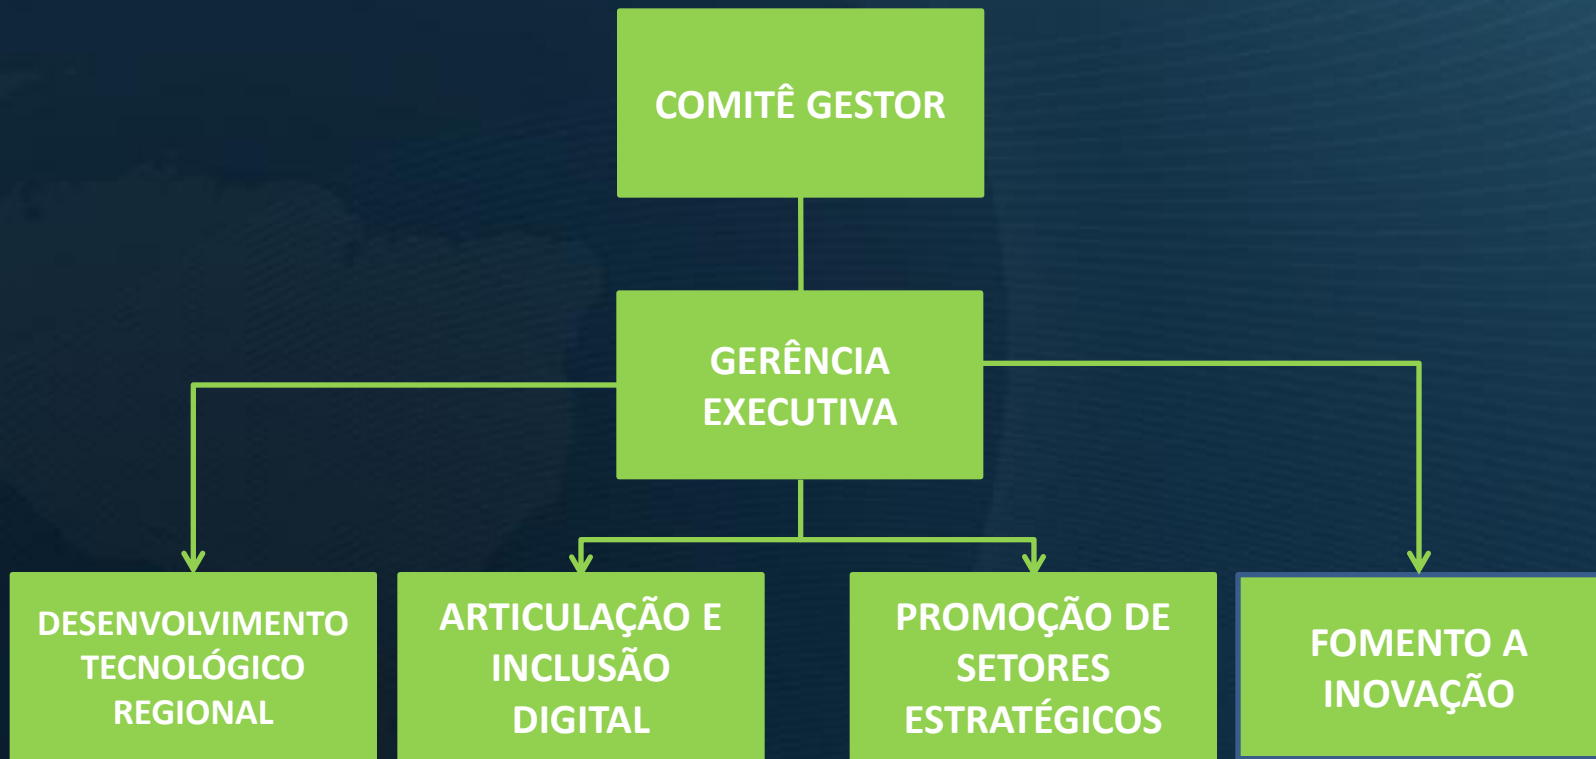 COMITÊ GESTOR
GERÊNCIA
EXECUTIVA
DESENVOLVIMENTO
TECNOLÓGICO
REGIONAL
ARTICULAÇÃO E
INCLUSÃO
DIGITAL
PROMOÇÃO DE
SETORES
ESTRATÉGICOS
FOMENTO A
INOVAÇÃO